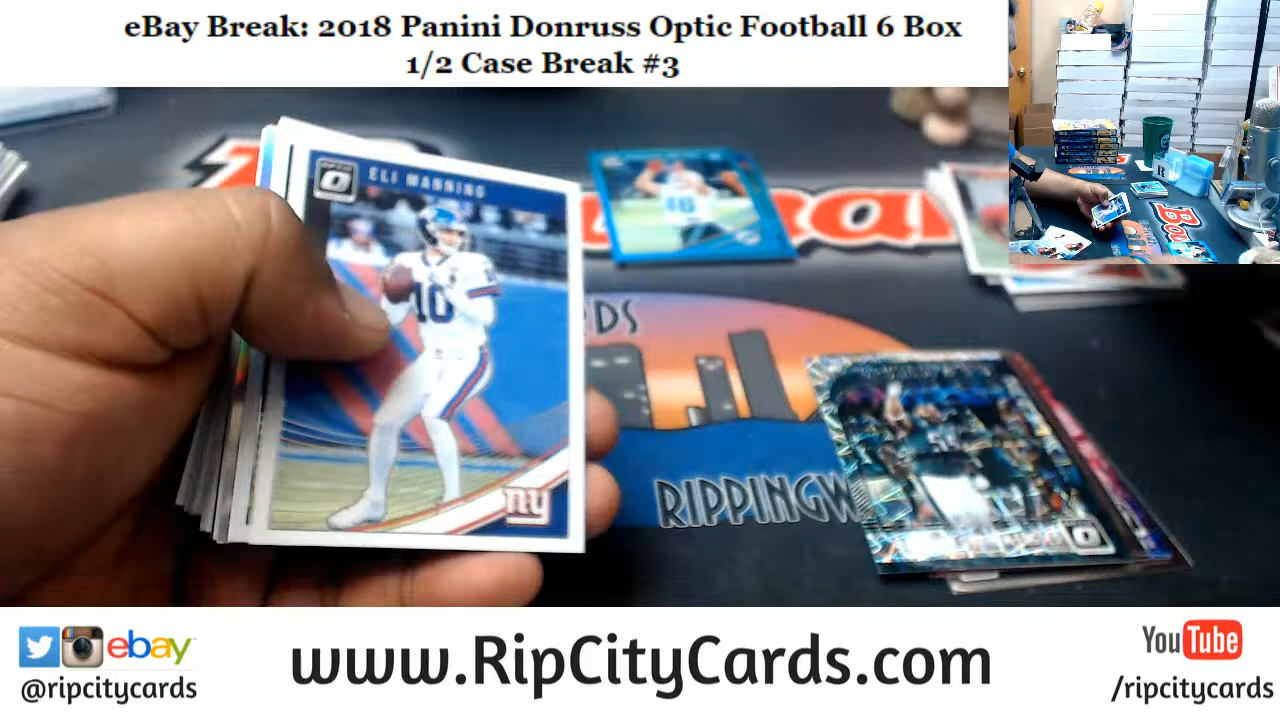 eBay Break: 2018 Panini Donruss Optic Football 6 Box
1/2 Case Break #3
ELI MANNING
10
ny
46
RIPPINGW
ebay
@ripcitycards
www.RipCityCards.com
YouTube
/ripcitycards